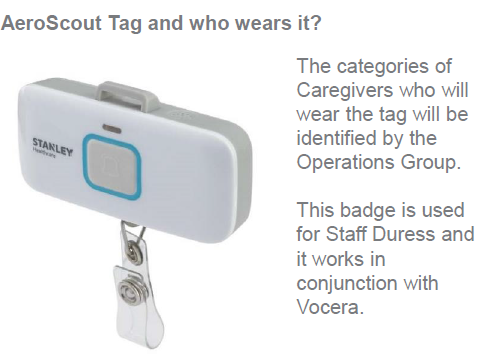 AeroScout Tag and who wears it?
The categories of
Caregivers who will
wear the tag will be
identified by the
Operations Group.
This badge is used
for Staff Duress and
it works in
conjunction with
Vocera.
STANLEY
Healthcare